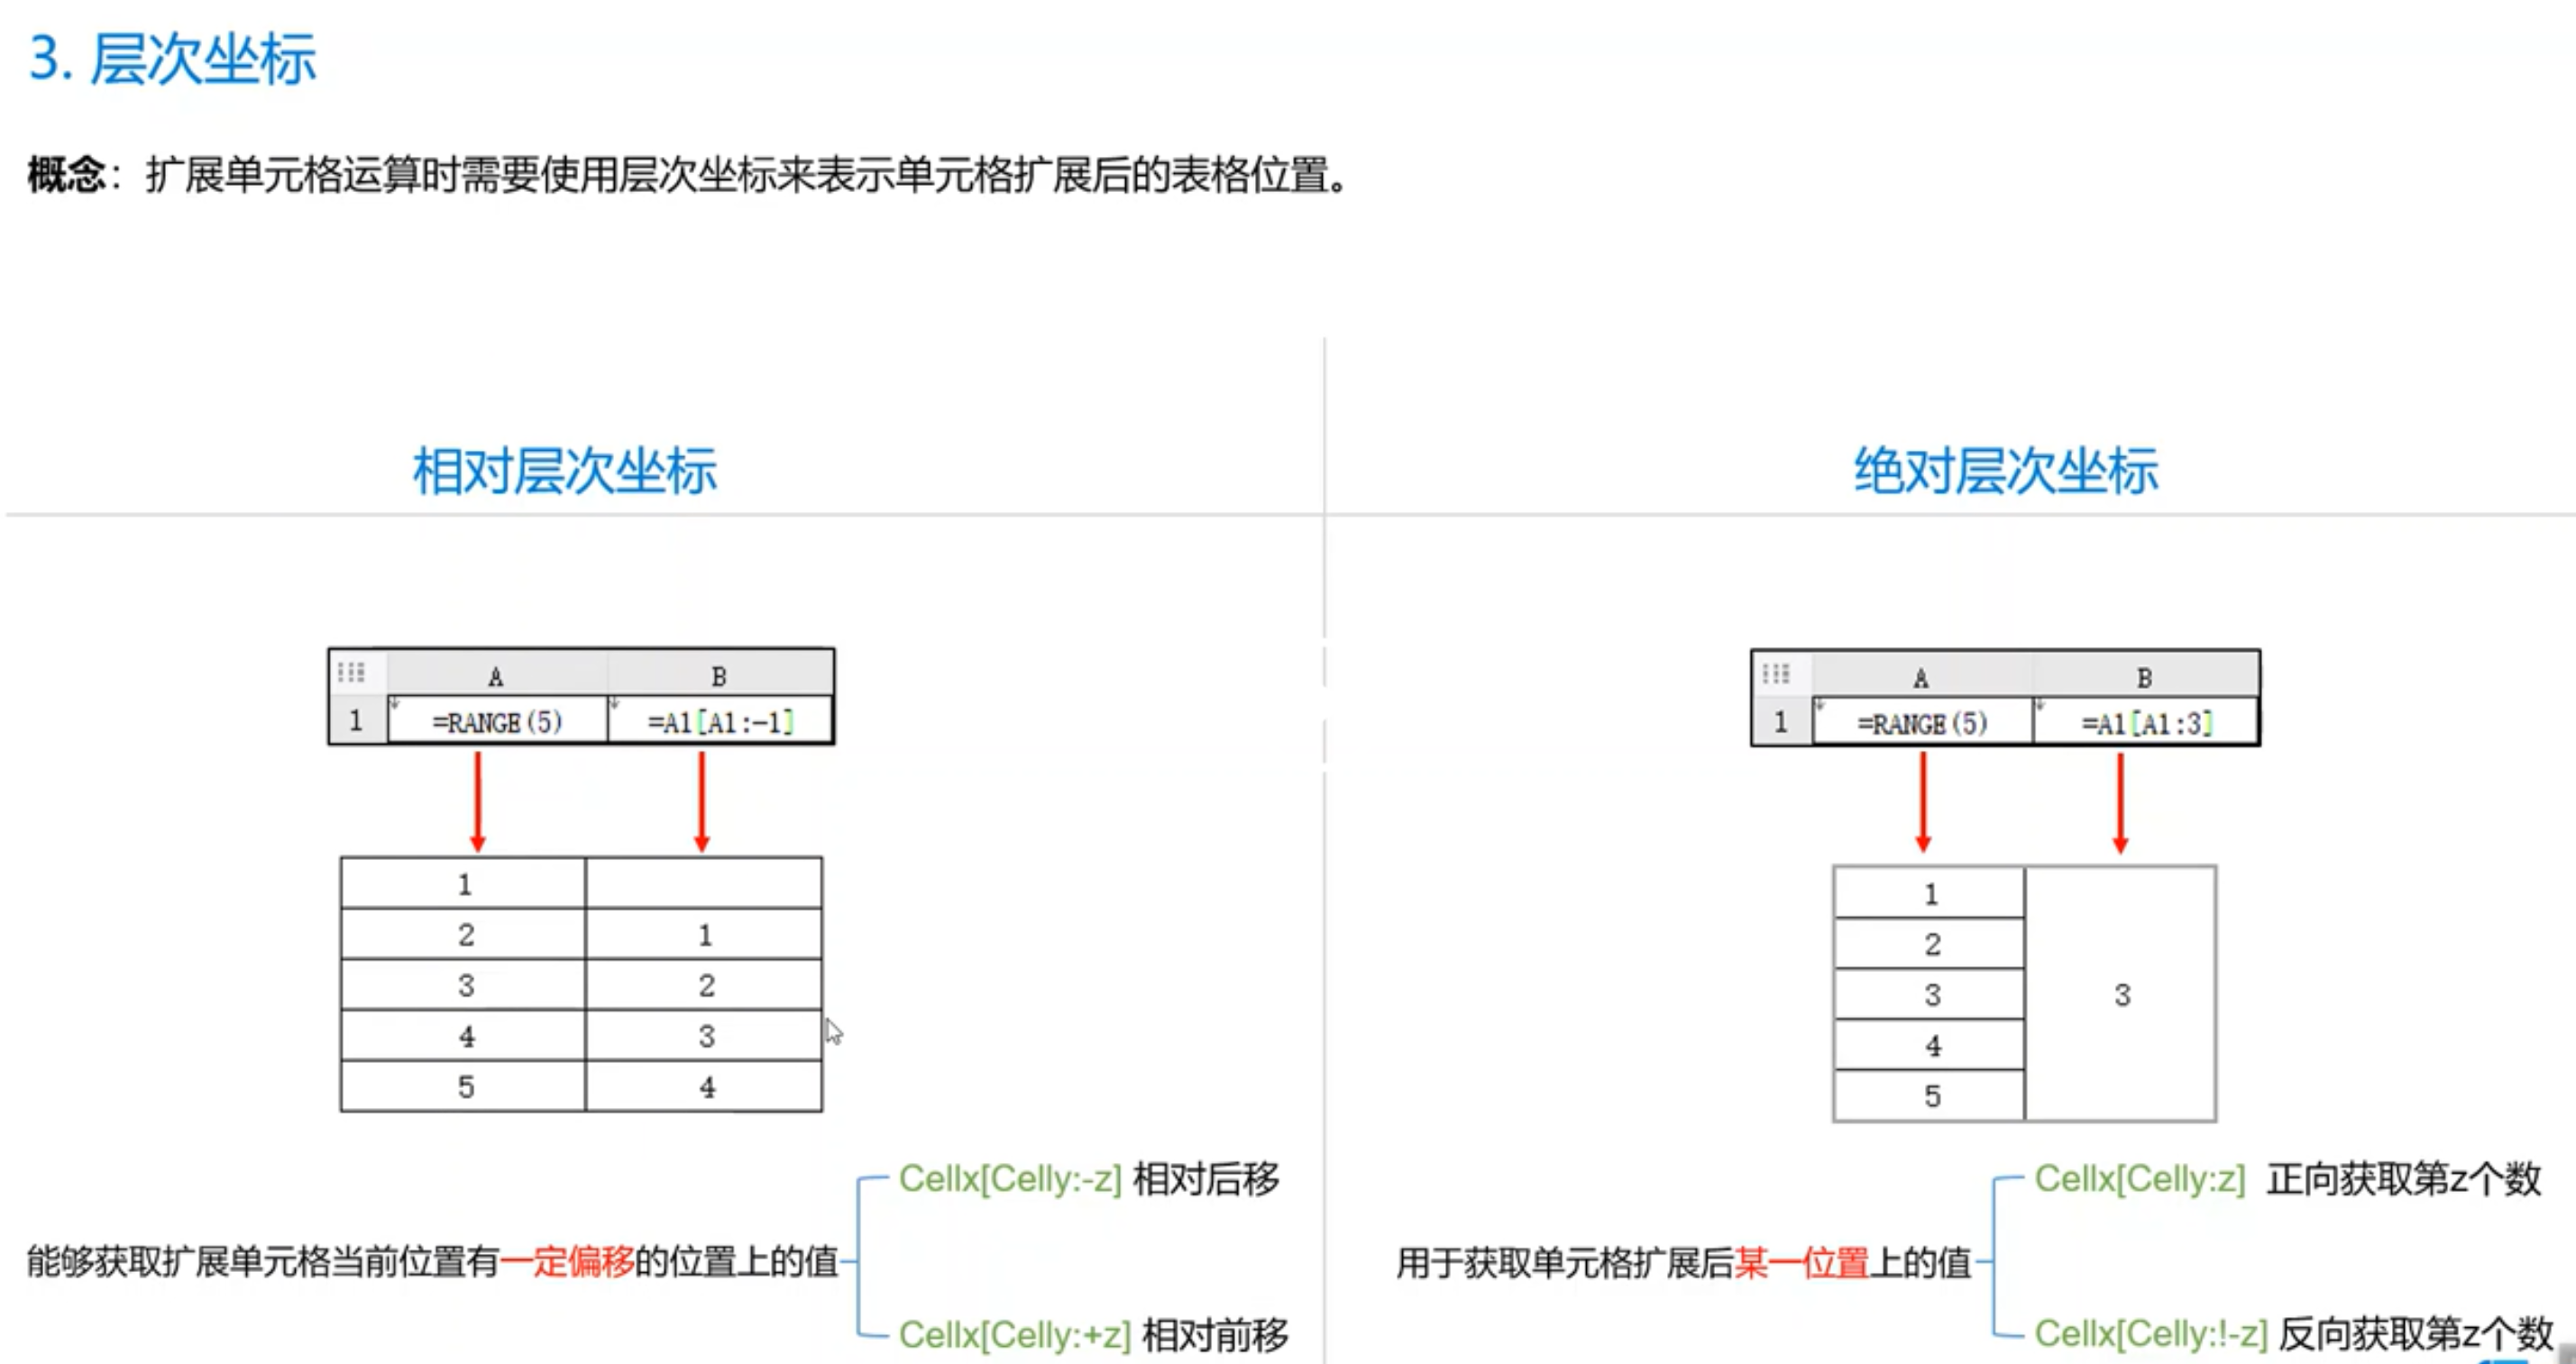 3. 层次坐标
概念：扩展单元格运算时需要使用层次坐标来表示单元格扩展后的表格位置。
相对层次坐标
A B
1 =RANGE(5) =A1[A1:-1]
1
2 1
3 2
4 3
5 4
能够获取扩展单元格当前位置有一定偏移的位置上的值
Cellx[Celly:-z] 相对后移
Cellx[Celly:+z] 相对前移
绝对层次坐标
A B
1 =RANGE(5) =A1[A1:3]
1
2
3 3
4
5
用于获取单元格扩展后某一位置上的值
Cellx[Celly:z] 正向获取第z个数
Cellx[Celly:!-z] 反向获取第z个数